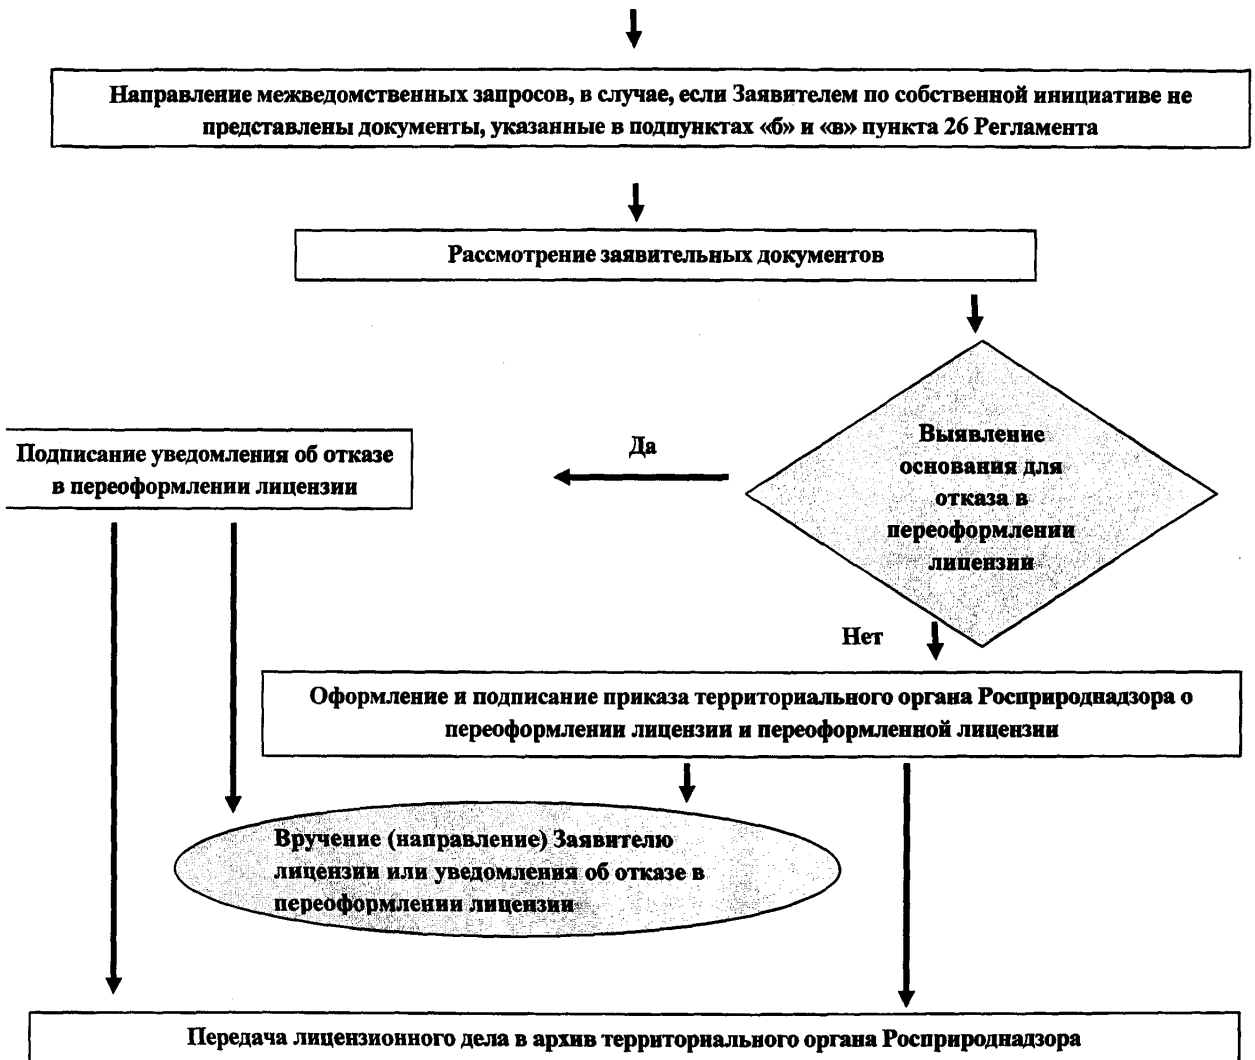 Направление межведомственных запросов, в случае, если Заявителем по собственной инициативе не
представлены документы, указанные в подпунктах «б» и «в» пункта 26 Регламента
Рассмотрение заявительных документов
Выявление
основания для
отказа в
переоформлении
лицензии
Да
Подписание уведомления об отказе
в переоформлении лицензии
Нет
Оформление и подписание приказа территориального органа Росприроднадзора о
переоформлении лицензии и переоформленной лицензии
Вручение (направление) Заявителю
лицензии или уведомления об отказе в
переоформлении лицензии
Передача лицензионного дела в архив территориального органа Росприроднадзора